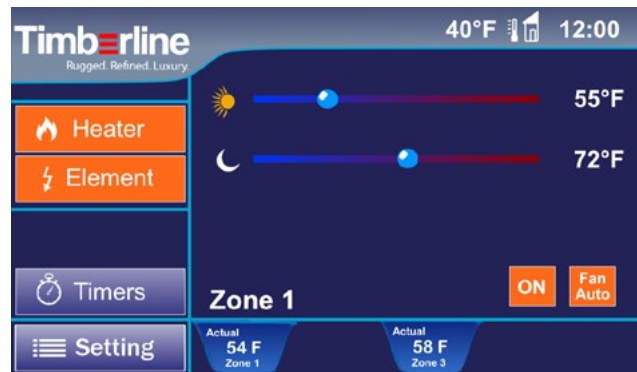 Timberline
Rugged. Refined. Luxury.
40°F
12:00
Heater
Element
Timers
Setting
55°F
72°F
Zone 1
ON
Fan
Auto
Actual
54 F
Zone 1
Actual
58 F
Zone 3